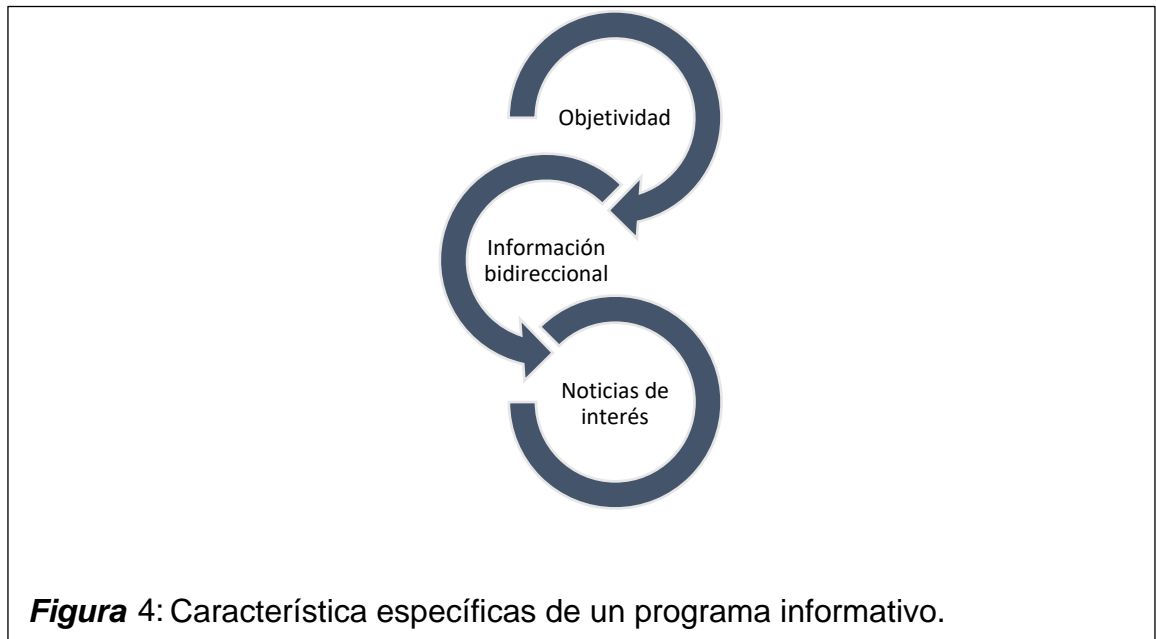 Objetividad
Información
bidireccional
Noticias de
interés
Figura 4: Característica específicas de un programa informativo.